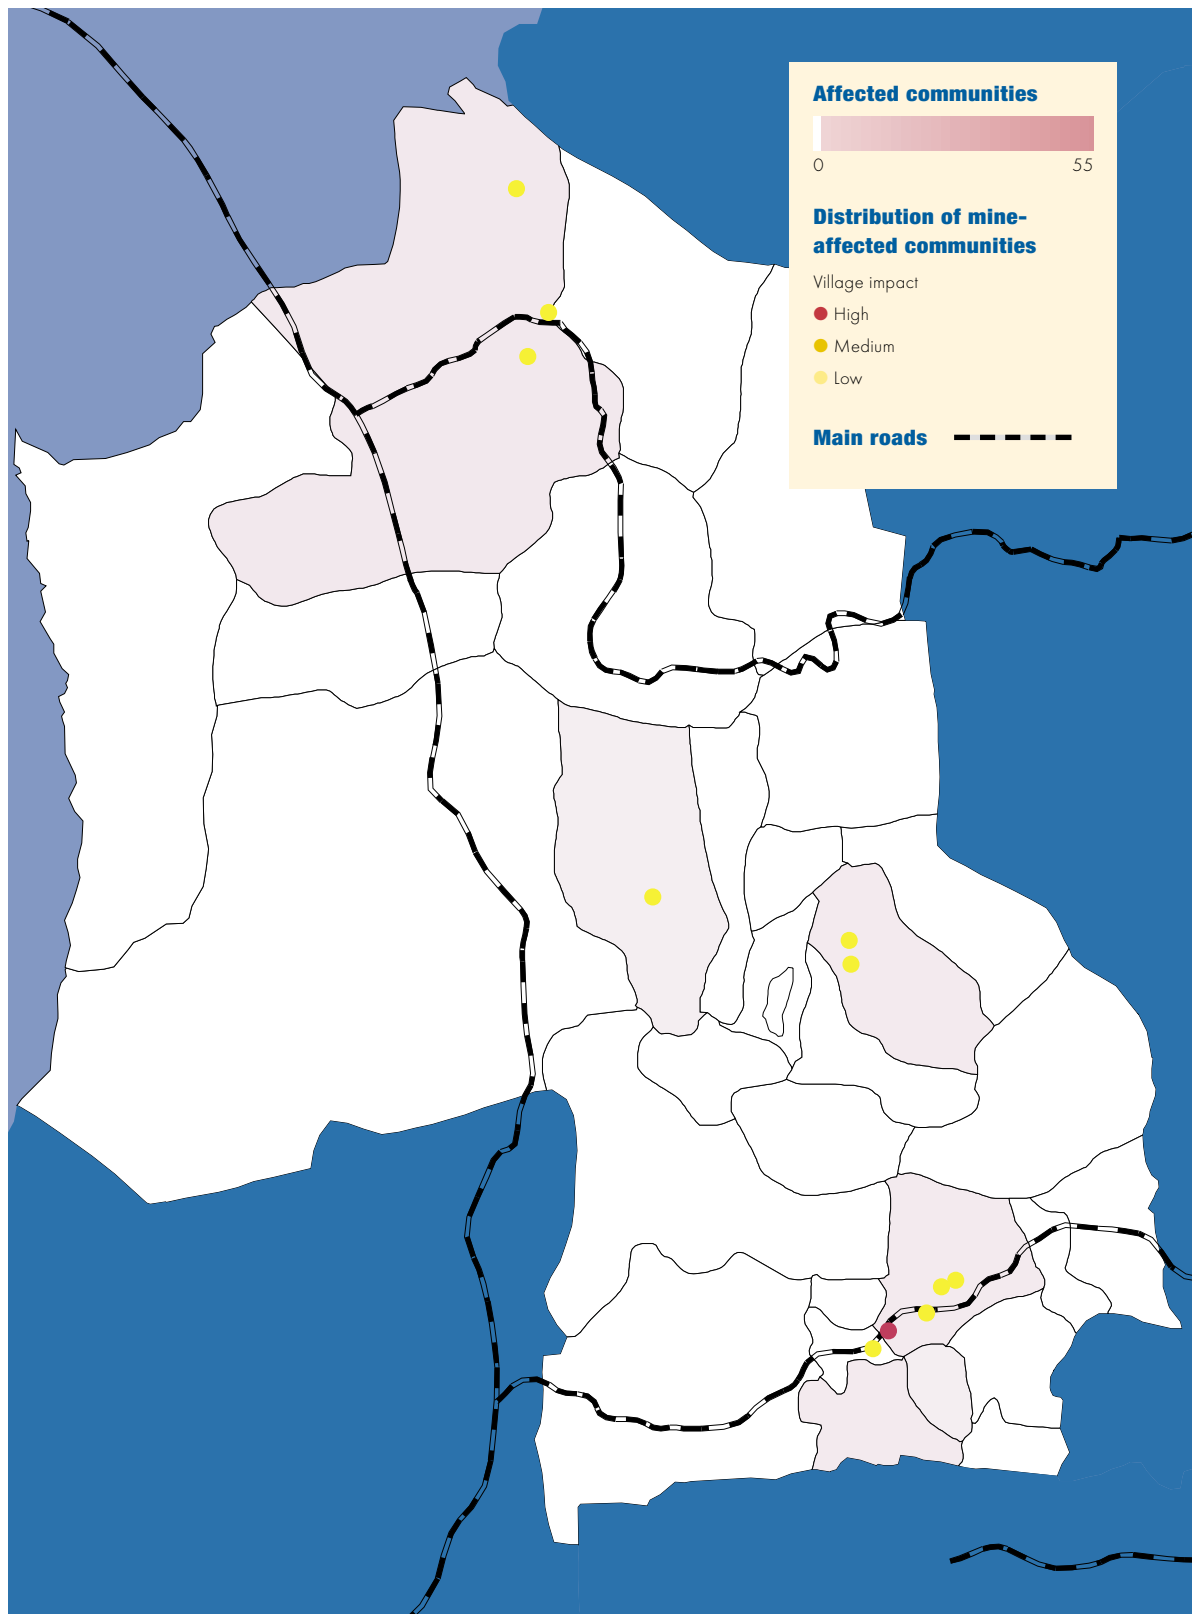 Affected communities
0 55
Distribution of mine-
affected communities
Village impact
High
Medium
Low
Main roads